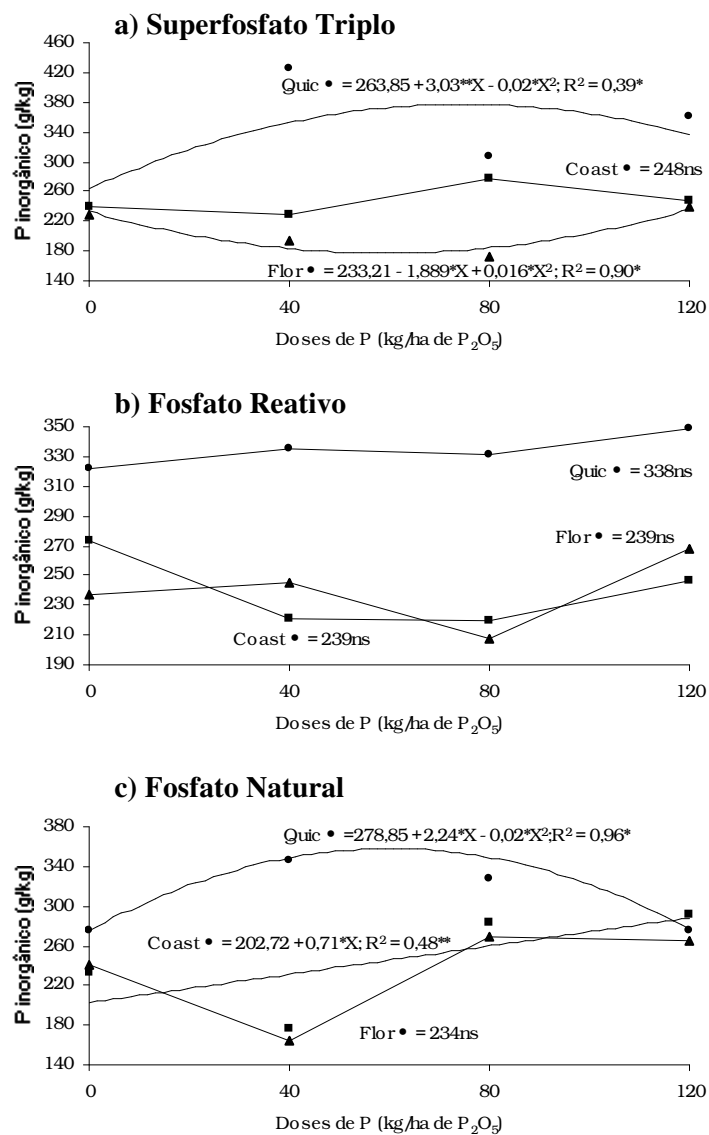 a) Superfosfato Triplo
460
420
380
340
300
260
220
180
140
P inorgânico (g/kg)
Quic • = 263,85 + 3,03**X - 0,02*X²; R² = 0,39*
Coast • = 248ns
Flor • = 233,21 - 1,889*X + 0,016*X²; R² = 0,90*
0 40 80 120
Doses de P (kg/ha de P₂O₅)
b) Fosfato Reativo
350
330
310
290
270
250
230
210
190
P inorgânico (g/kg)
Quic • = 338ns
Flor • = 239ns
Coast • = 239ns
0 40 80 120
Doses de P (kg/ha de P₂O₅)
c) Fosfato Natural
380
340
300
260
220
180
140
P inorgânico (g/kg)
Quic • =278,85 + 2,24*X - 0,02*X²;R² = 0,96*
Coast • = 202,72 + 0,71*X; R² = 0,48**
Flor • = 234ns
0 40 80 120
Doses de P (kg/ha de P₂O₅)